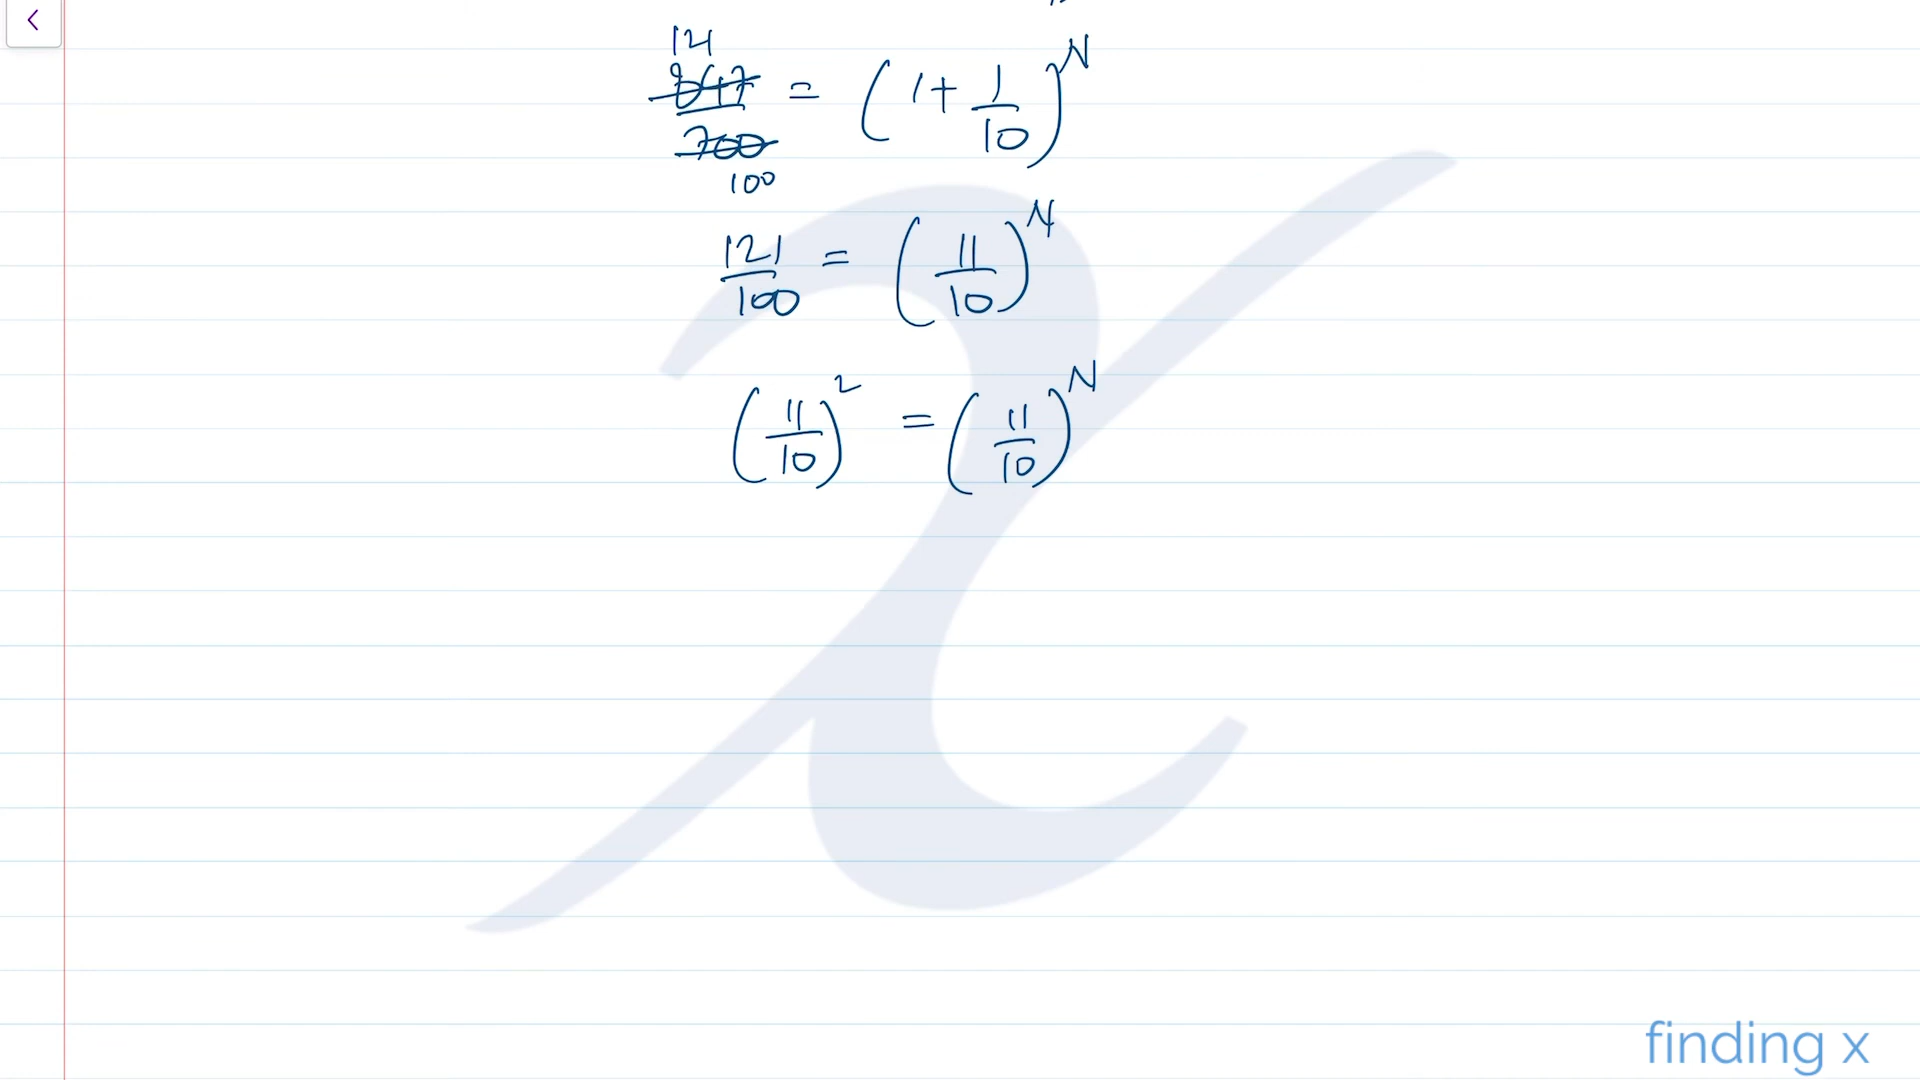 121
847/700 = (1 + 1/10)^N
100
121/100 = (11/10)^N
(11/10)^2 = (11/10)^N
finding x